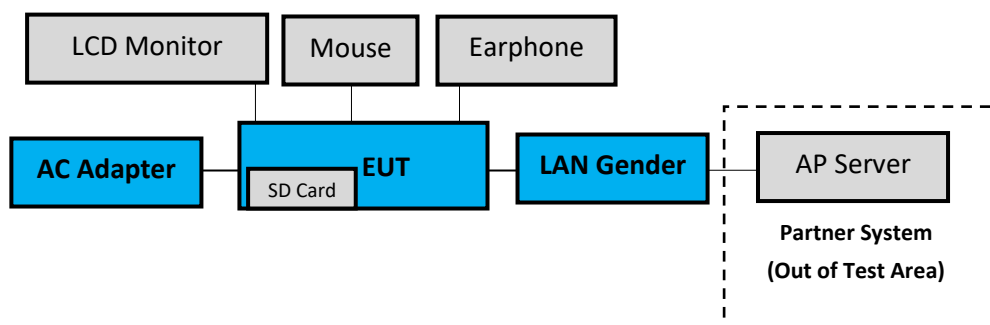 LCD Monitor
Mouse
Earphone
AC Adapter
EUT
SD Card
LAN Gender
AP Server
Partner System
(Out of Test Area)